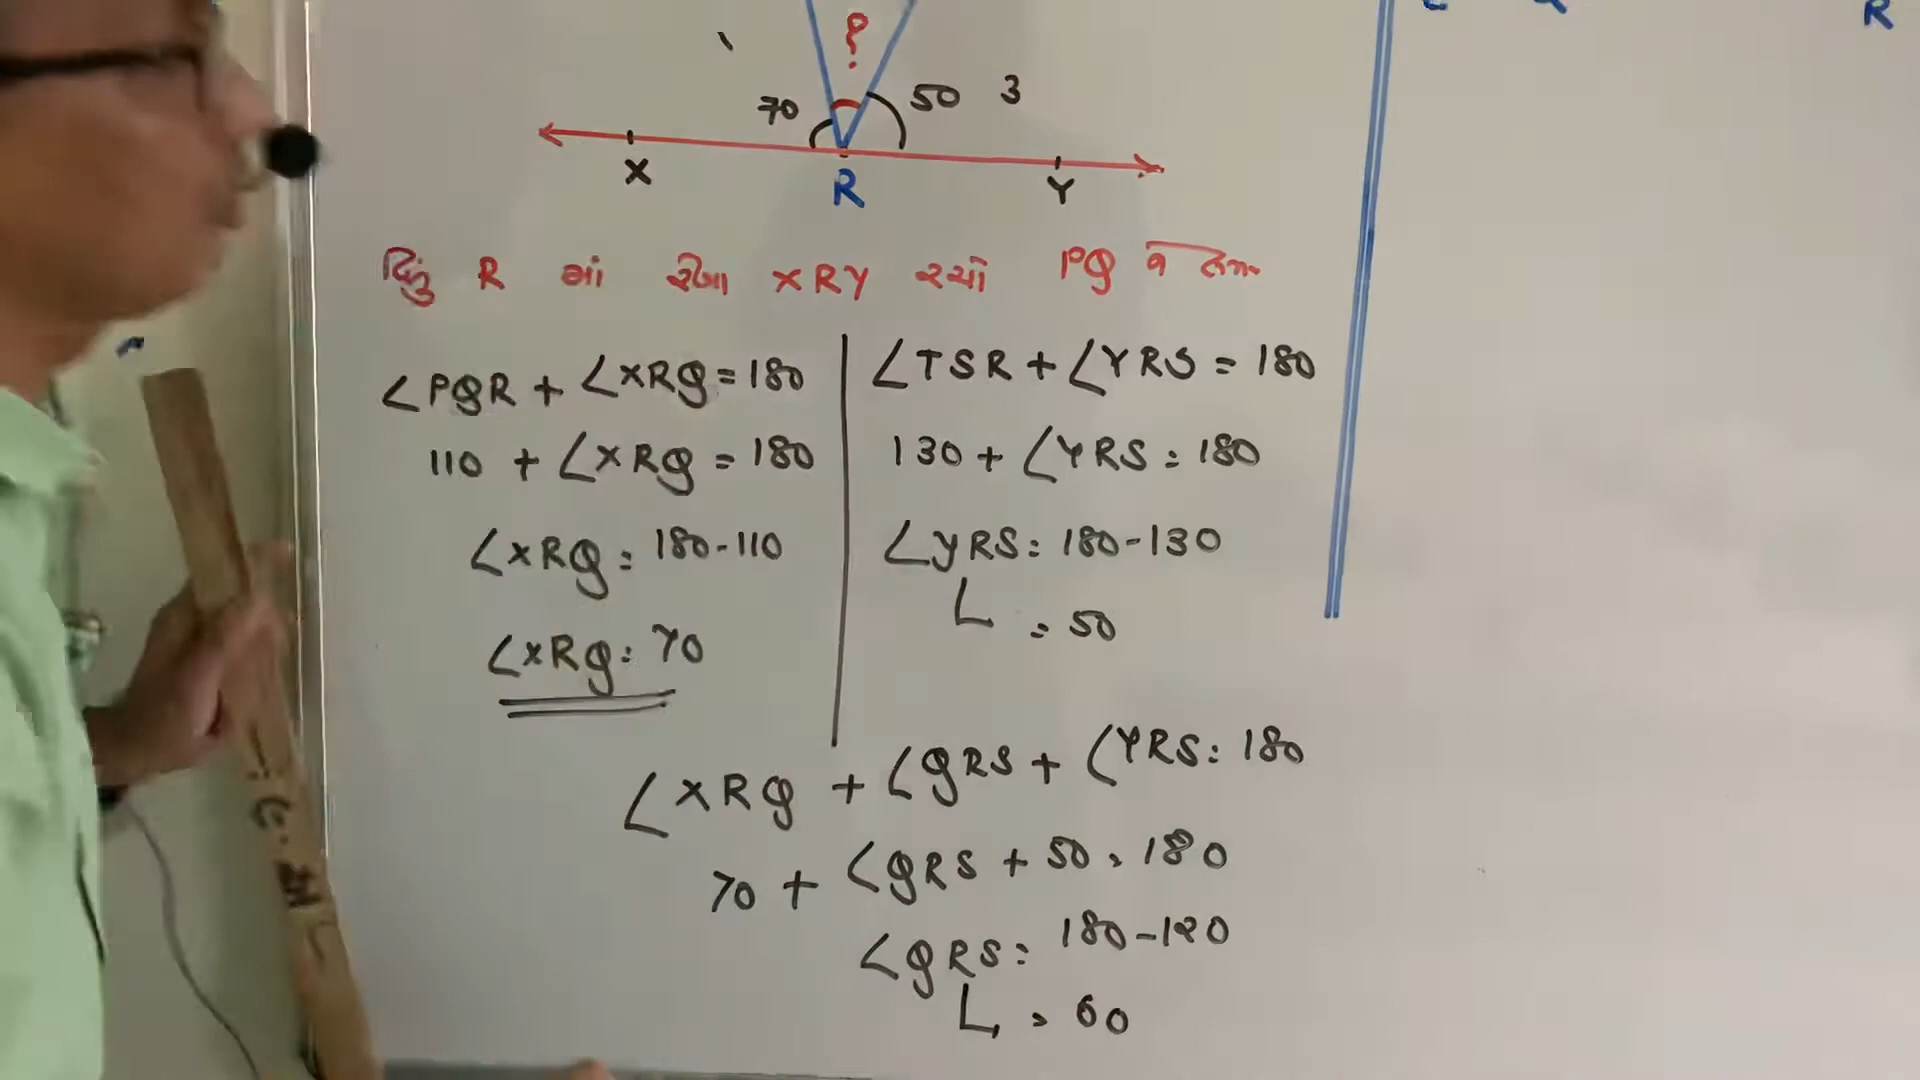 ?
70
50 3
X
R
Y
R
બિંદુ R માં રેખા XRY રચો PQ ને
∠PQR + ∠XRQ = 180
110 + ∠XRQ = 180
∠XRQ = 180-110
∠XRQ = 70
∠TSR + ∠YRS = 180
130 + ∠YRS = 180
∠YRS = 180-130
= 50
∠XRQ + ∠QRS + ∠YRS = 180
70 + ∠QRS + 50 = 180
∠QRS = 180-120
= 60